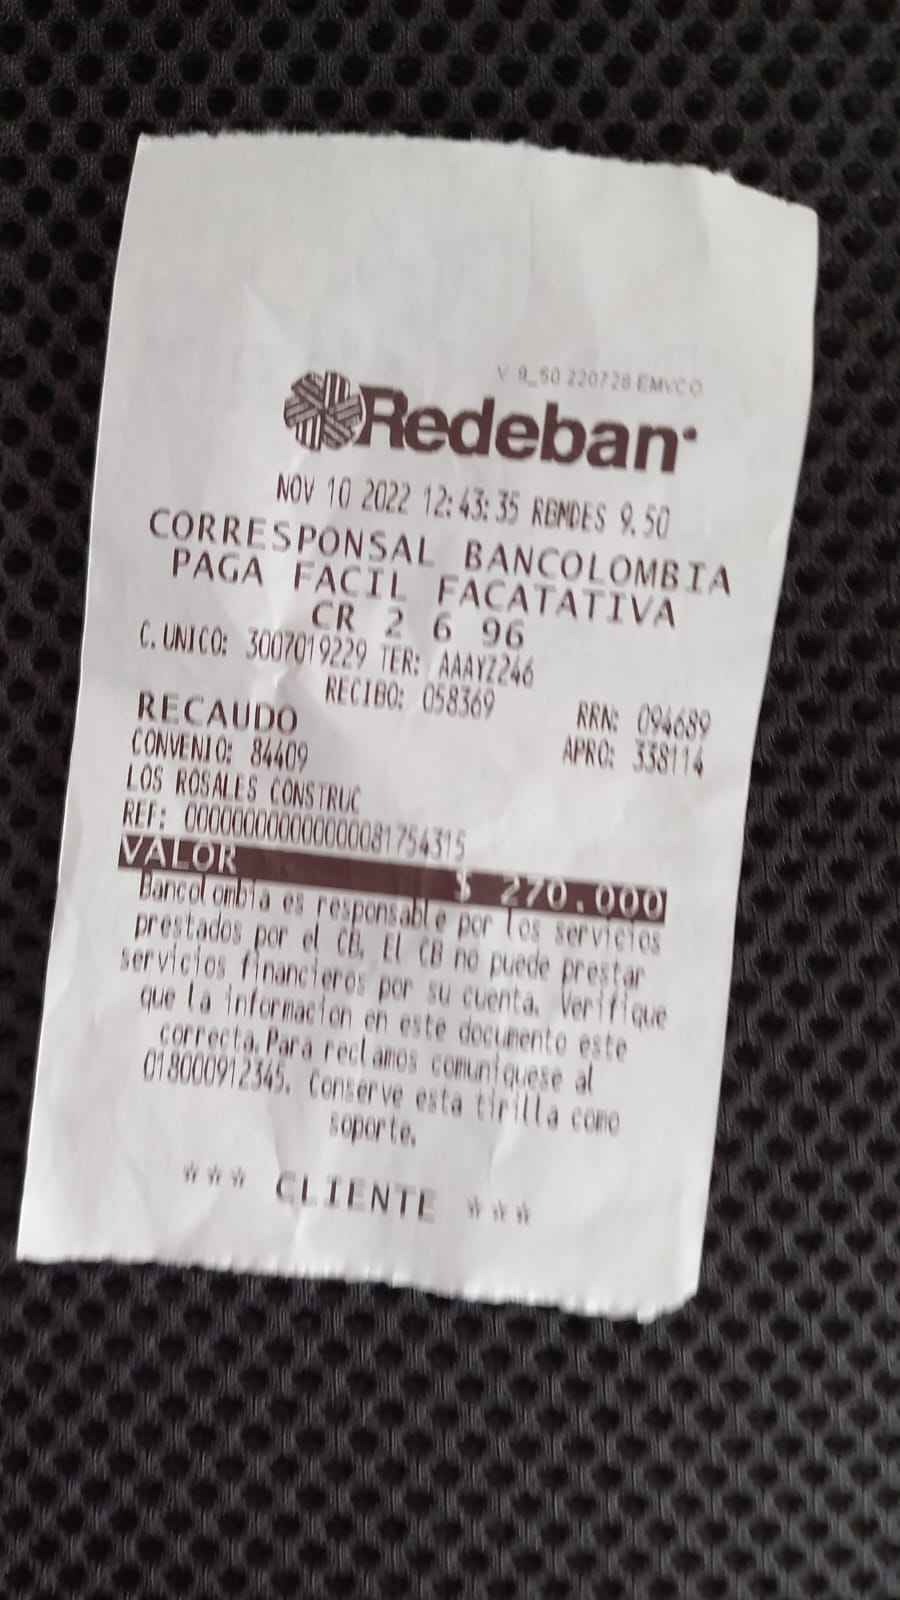 V 9_50 220728 EMVCO
Redeban
NOV 10 2022 12:43:35 RBMDES 9.50
CORRESPONSAL BANCOLOMBIA
PAGA FACIL FACATATIVA
CR 2 6 96
C.UNICO: 3007019229 TER: AAAYZ246
RECIBO: 058369 RRN: 094689
RECAUDO APRO: 338114
CONVENIO: 84409
LOS ROSALES CONSTRUC
REF: 000000000000000081754315
VALOR $ 270.000
Bancolombia es responsable por los servicios
prestados por el CB. El CB no puede prestar
servicios financieros por su cuenta. Verifique
que la informacion en este documento este
correcta.Para reclamos comuniquese al
018000912345. Conserve esta tirilla como
soporte.
*** CLIENTE ***